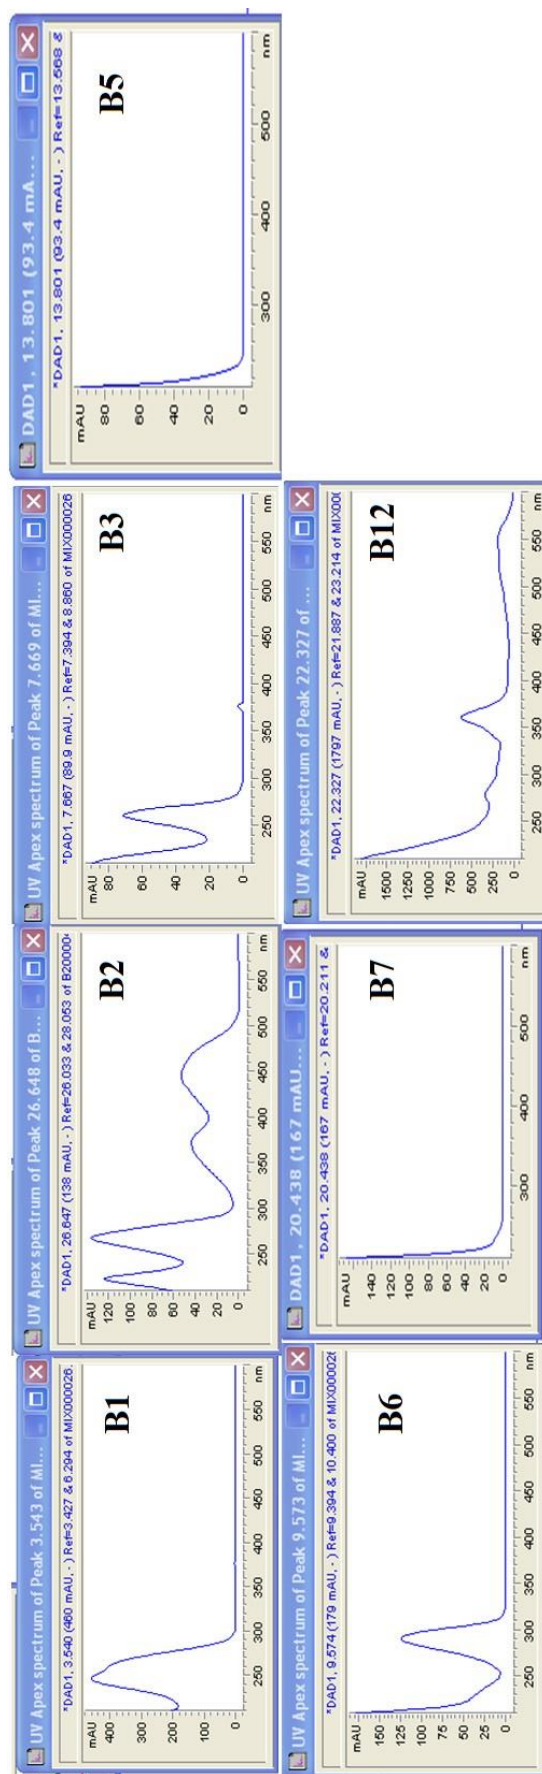 UV Apex spectrum of Peak 3.543 of MI...
*DAD1, 3.540 (460 mAU, - ) Ref=3.427 & 6.294 of MIX000026.
mAU
B1
400
300
200
100
0
250 300 350 400 450 500 550 nm
UV Apex spectrum of Peak 26.648 of B...
*DAD1, 26.647 (138 mAU, - ) Ref=26.033 & 28.053 of B20000
mAU
B2
120
100
80
60
40
20
0
250 300 350 400 450 500 550 nm
UV Apex spectrum of Peak 7.669 of MI...
*DAD1, 7.667 (89.9 mAU, - ) Ref=7.394 & 8.860 of MIX000026
mAU
B3
80
60
40
20
0
250 300 350 400 450 500 550 nm
DAD1, 13.801 (93.4 mA...
*DAD1, 13.801 (93.4 mAU, - ) Ref=13.568 &
mAU
B5
80
60
40
20
0
300 400 500 nm
UV Apex spectrum of Peak 9.573 of MI...
*DAD1, 9.574 (179 mAU, - ) Ref=9.394 & 10.400 of MIX000026
mAU
B6
150
125
100
75
50
25
0
250 300 350 400 450 500 550 nm
DAD1, 20.438 (167 mAU...
*DAD1, 20.438 (167 mAU, - ) Ref=20.211 &
mAU
B7
140
120
100
80
60
40
20
0
300 400 500 nm
UV Apex spectrum of Peak 22.327 of ...
*DAD1, 22.327 (1797 mAU, - ) Ref=21.887 & 23.214 of MIX000
mAU
B12
1500
1250
1000
750
500
250
0
250 300 350 400 450 500 550 nm